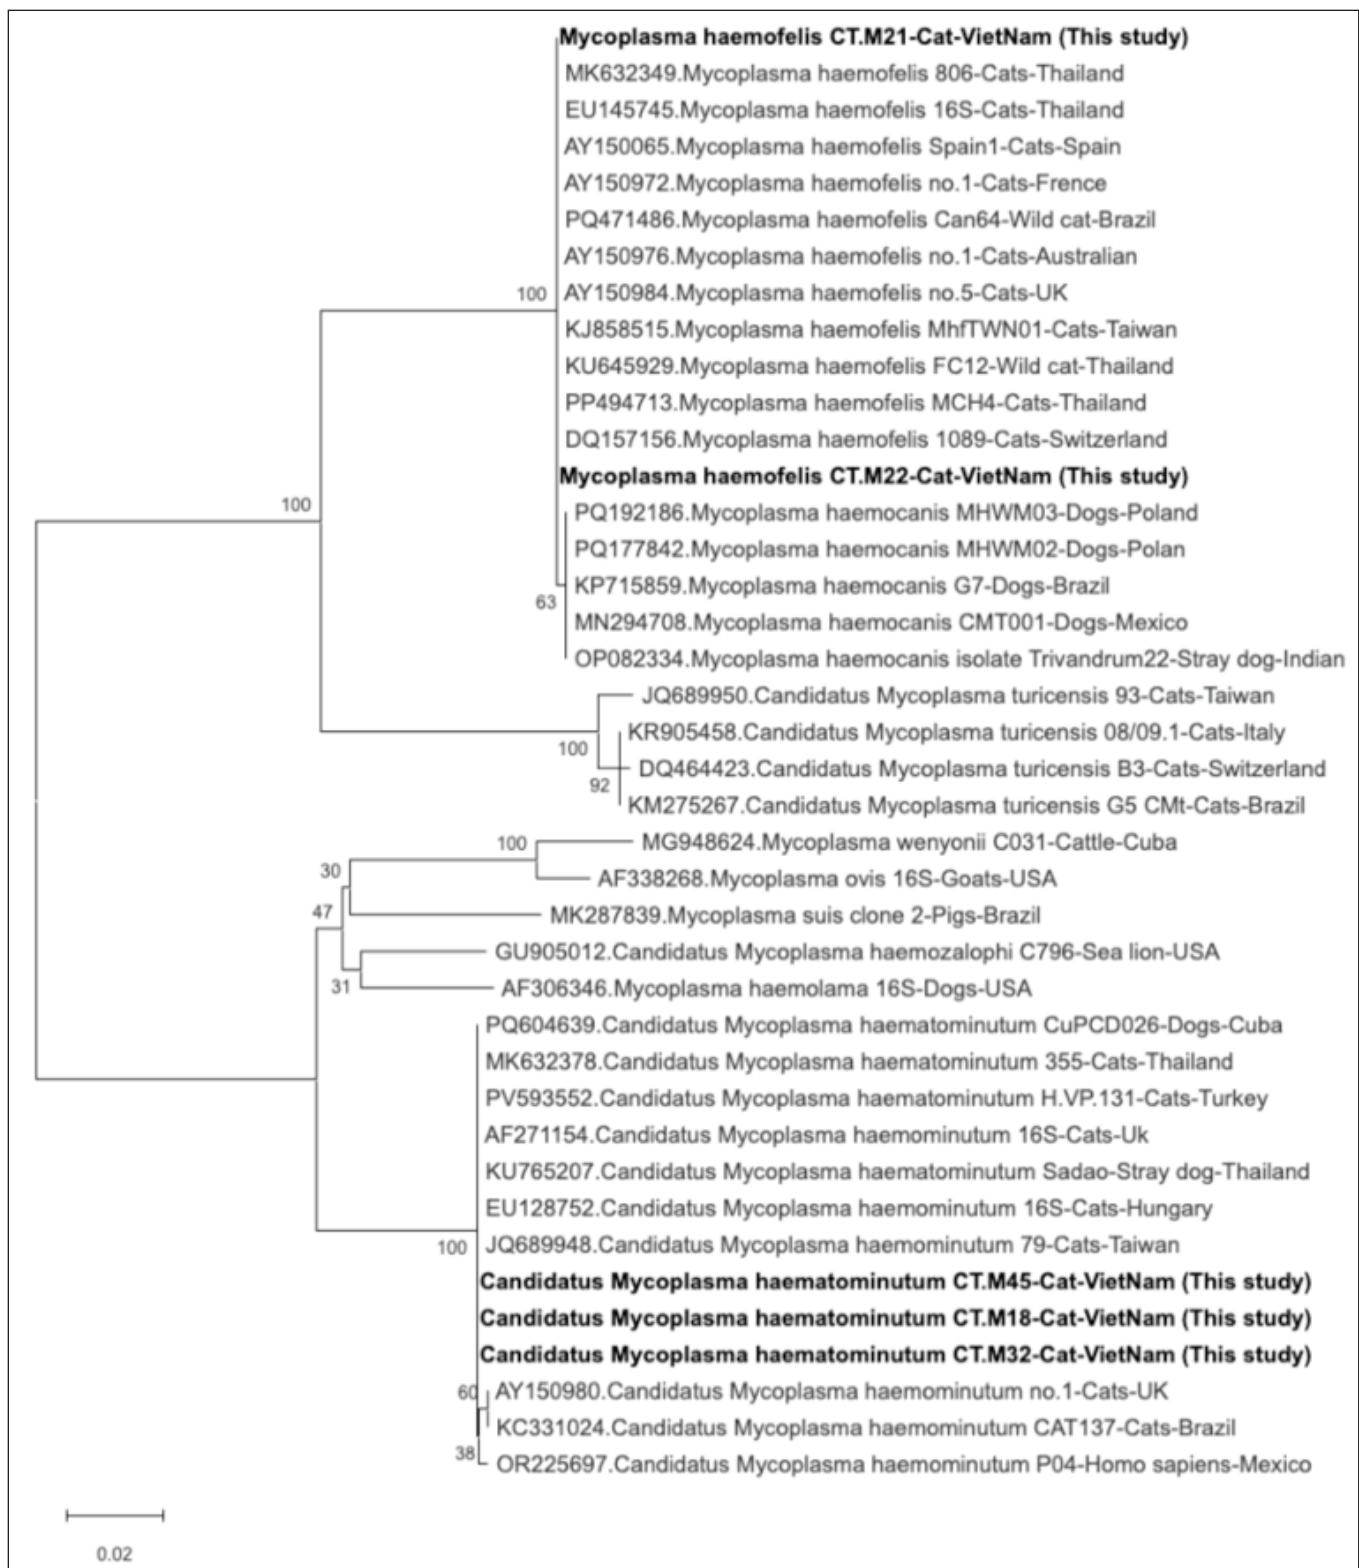 Mycoplasma haemofelis CT.M21-Cat-VietNam (This study)
MK632349.Mycoplasma haemofelis 806-Cats-Thailand
EU145745.Mycoplasma haemofelis 16S-Cats-Thailand
AY150065.Mycoplasma haemofelis Spain1-Cats-Spain
AY150972.Mycoplasma haemofelis no.1-Cats-Frence
PQ471486.Mycoplasma haemofelis Can64-Wild cat-Brazil
AY150976.Mycoplasma haemofelis no.1-Cats-Australian
100 AY150984.Mycoplasma haemofelis no.5-Cats-UK
KJ858515.Mycoplasma haemofelis MhfTWN01-Cats-Taiwan
KU645929.Mycoplasma haemofelis FC12-Wild cat-Thailand
PP494713.Mycoplasma haemofelis MCH4-Cats-Thailand
DQ157156.Mycoplasma haemofelis 1089-Cats-Switzerland
Mycoplasma haemofelis CT.M22-Cat-VietNam (This study)
100
PQ192186.Mycoplasma haemocanis MHWM03-Dogs-Poland
PQ177842.Mycoplasma haemocanis MHWM02-Dogs-Polan
KP715859.Mycoplasma haemocanis G7-Dogs-Brazil
63
MN294708.Mycoplasma haemocanis CMT001-Dogs-Mexico
OP082334.Mycoplasma haemocanis isolate Trivandrum22-Stray dog-Indian
JQ689950.Candidatus Mycoplasma turicensis 93-Cats-Taiwan
KR905458.Candidatus Mycoplasma turicensis 08/09.1-Cats-Italy
100
DQ464423.Candidatus Mycoplasma turicensis B3-Cats-Switzerland
92
KM275267.Candidatus Mycoplasma turicensis G5 CMt-Cats-Brazil
100 MG948624.Mycoplasma wenyonii C031-Cattle-Cuba
30
AF338268.Mycoplasma ovis 16S-Goats-USA
47
MK287839.Mycoplasma suis clone 2-Pigs-Brazil
GU905012.Candidatus Mycoplasma haemozalophi C796-Sea lion-USA
31 AF306346.Mycoplasma haemolama 16S-Dogs-USA
PQ604639.Candidatus Mycoplasma haematominutum CuPCD026-Dogs-Cuba
MK632378.Candidatus Mycoplasma haematominutum 355-Cats-Thailand
PV593552.Candidatus Mycoplasma haematominutum H.VP.131-Cats-Turkey
AF271154.Candidatus Mycoplasma haemominutum 16S-Cats-Uk
KU765207.Candidatus Mycoplasma haematominutum Sadao-Stray dog-Thailand
EU128752.Candidatus Mycoplasma haemominutum 16S-Cats-Hungary
100 JQ689948.Candidatus Mycoplasma haemominutum 79-Cats-Taiwan
Candidatus Mycoplasma haematominutum CT.M45-Cat-VietNam (This study)
Candidatus Mycoplasma haematominutum CT.M18-Cat-VietNam (This study)
Candidatus Mycoplasma haematominutum CT.M32-Cat-VietNam (This study)
60 AY150980.Candidatus Mycoplasma haemominutum no.1-Cats-UK
KC331024.Candidatus Mycoplasma haemominutum CAT137-Cats-Brazil
38
OR225697.Candidatus Mycoplasma haemominutum P04-Homo sapiens-Mexico
0.02